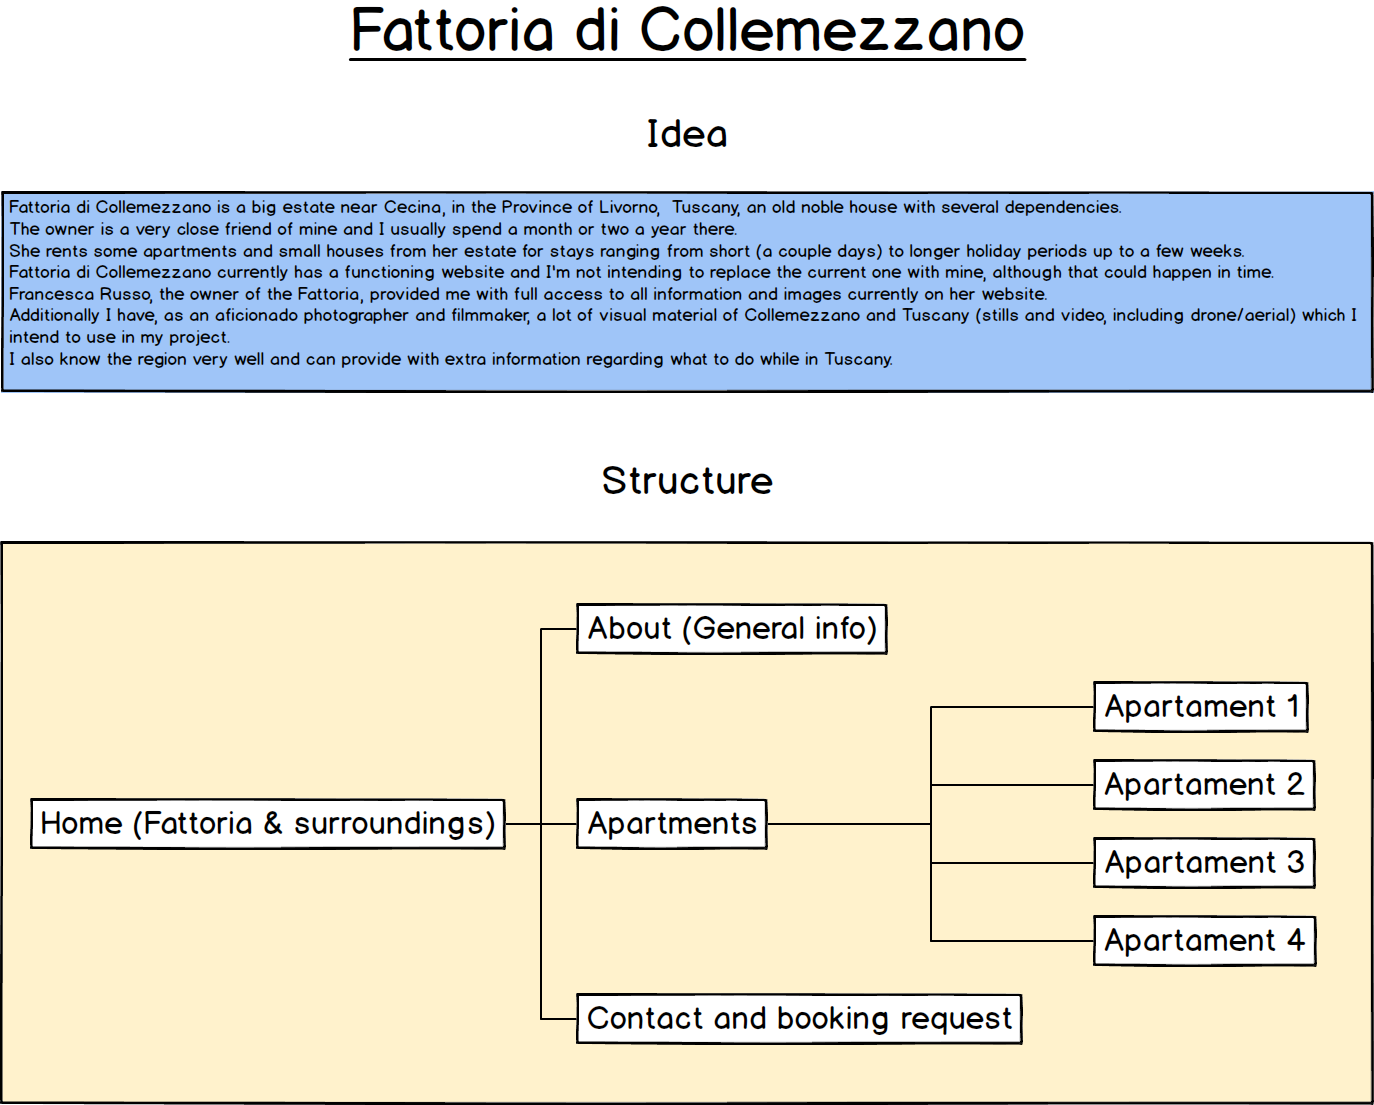 Fattoria di Collemezzano
Idea
Fattoria di Collemezzano is a big estate near Cecina, in the Province of Livorno,  Tuscany, an old noble house with several dependencies.
The owner is a very close friend of mine and I usually spend a month or two a year there.
She rents some apartments and small houses from her estate for stays ranging from short (a couple days) to longer holiday periods up to a few weeks.
Fattoria di Collemezzano currently has a functioning website and I'm not intending to replace the current one with mine, although that could happen in time.
Francesca Russo, the owner of the Fattoria, provided me with full access to all information and images currently on her website.
Additionally I have, as an aficionado photographer and filmmaker, a lot of visual material of Collemezzano and Tuscany (stills and video, including drone/aerial) which I
intend to use in my project.
I also know the region very well and can provide with extra information regarding what to do while in Tuscany.
Structure
About (General info)
Apartament 1
Apartament 2
Home (Fattoria & surroundings)
Apartments
Apartament 3
Apartament 4
Contact and booking request